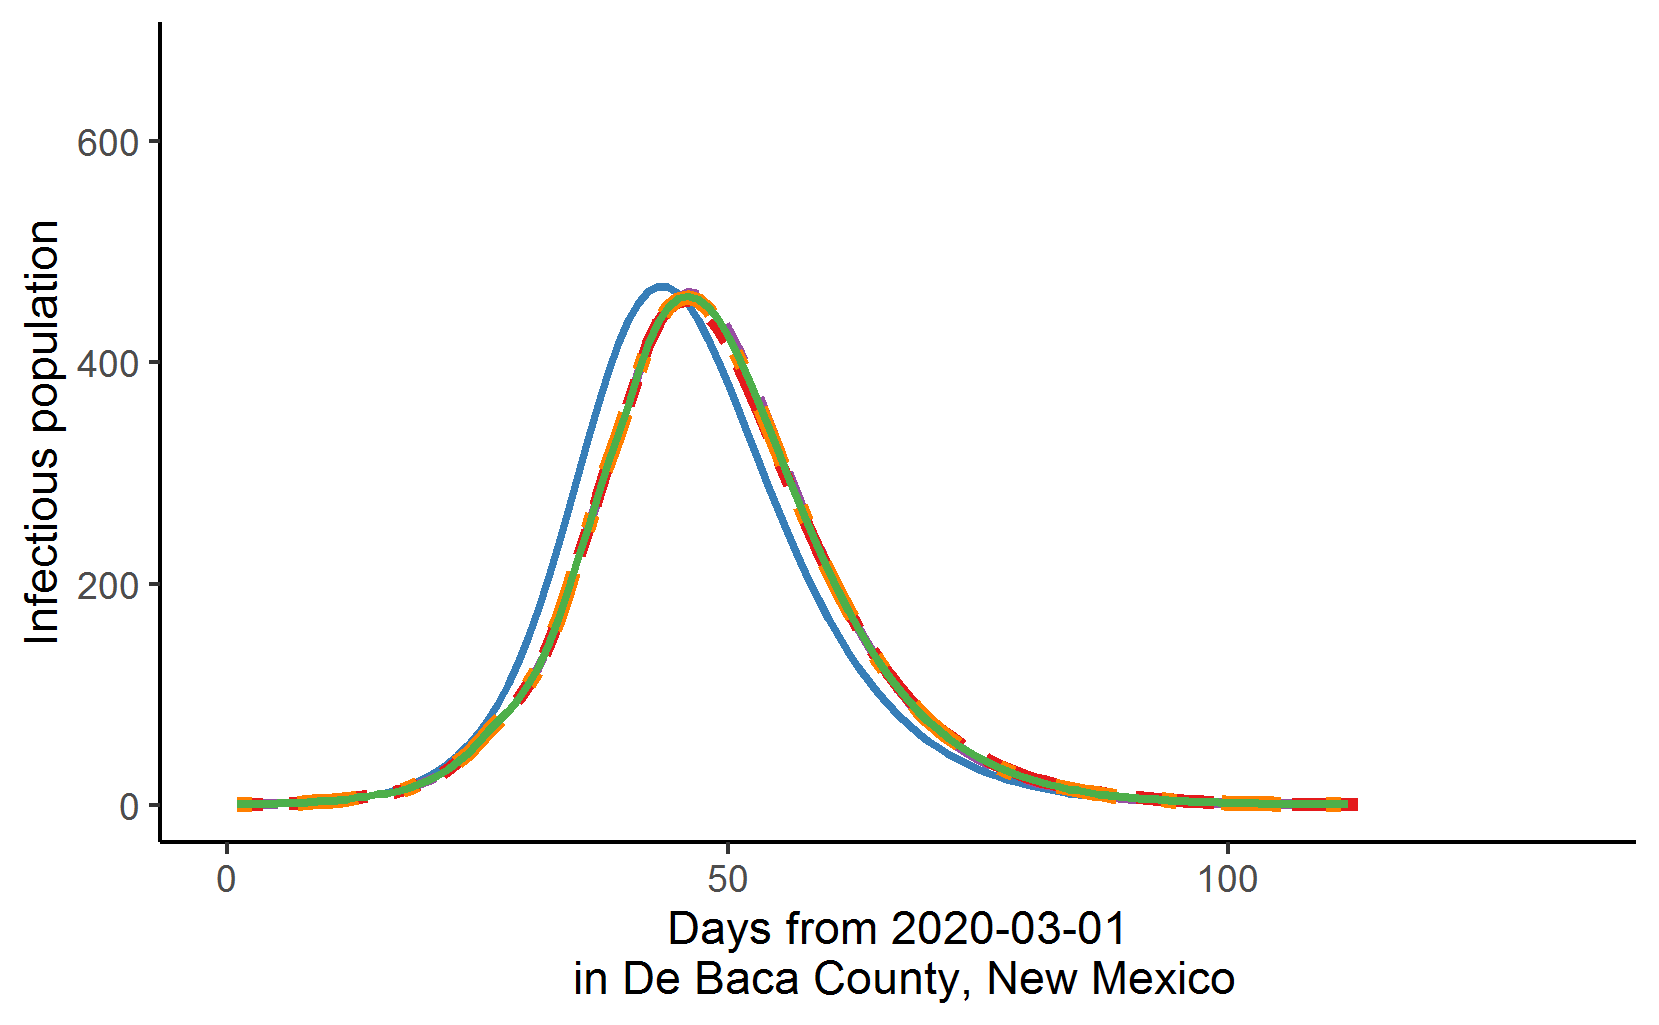 600
400
200
0
Infectious population
0 50 100
Days from 2020-03-01
in De Baca County, New Mexico